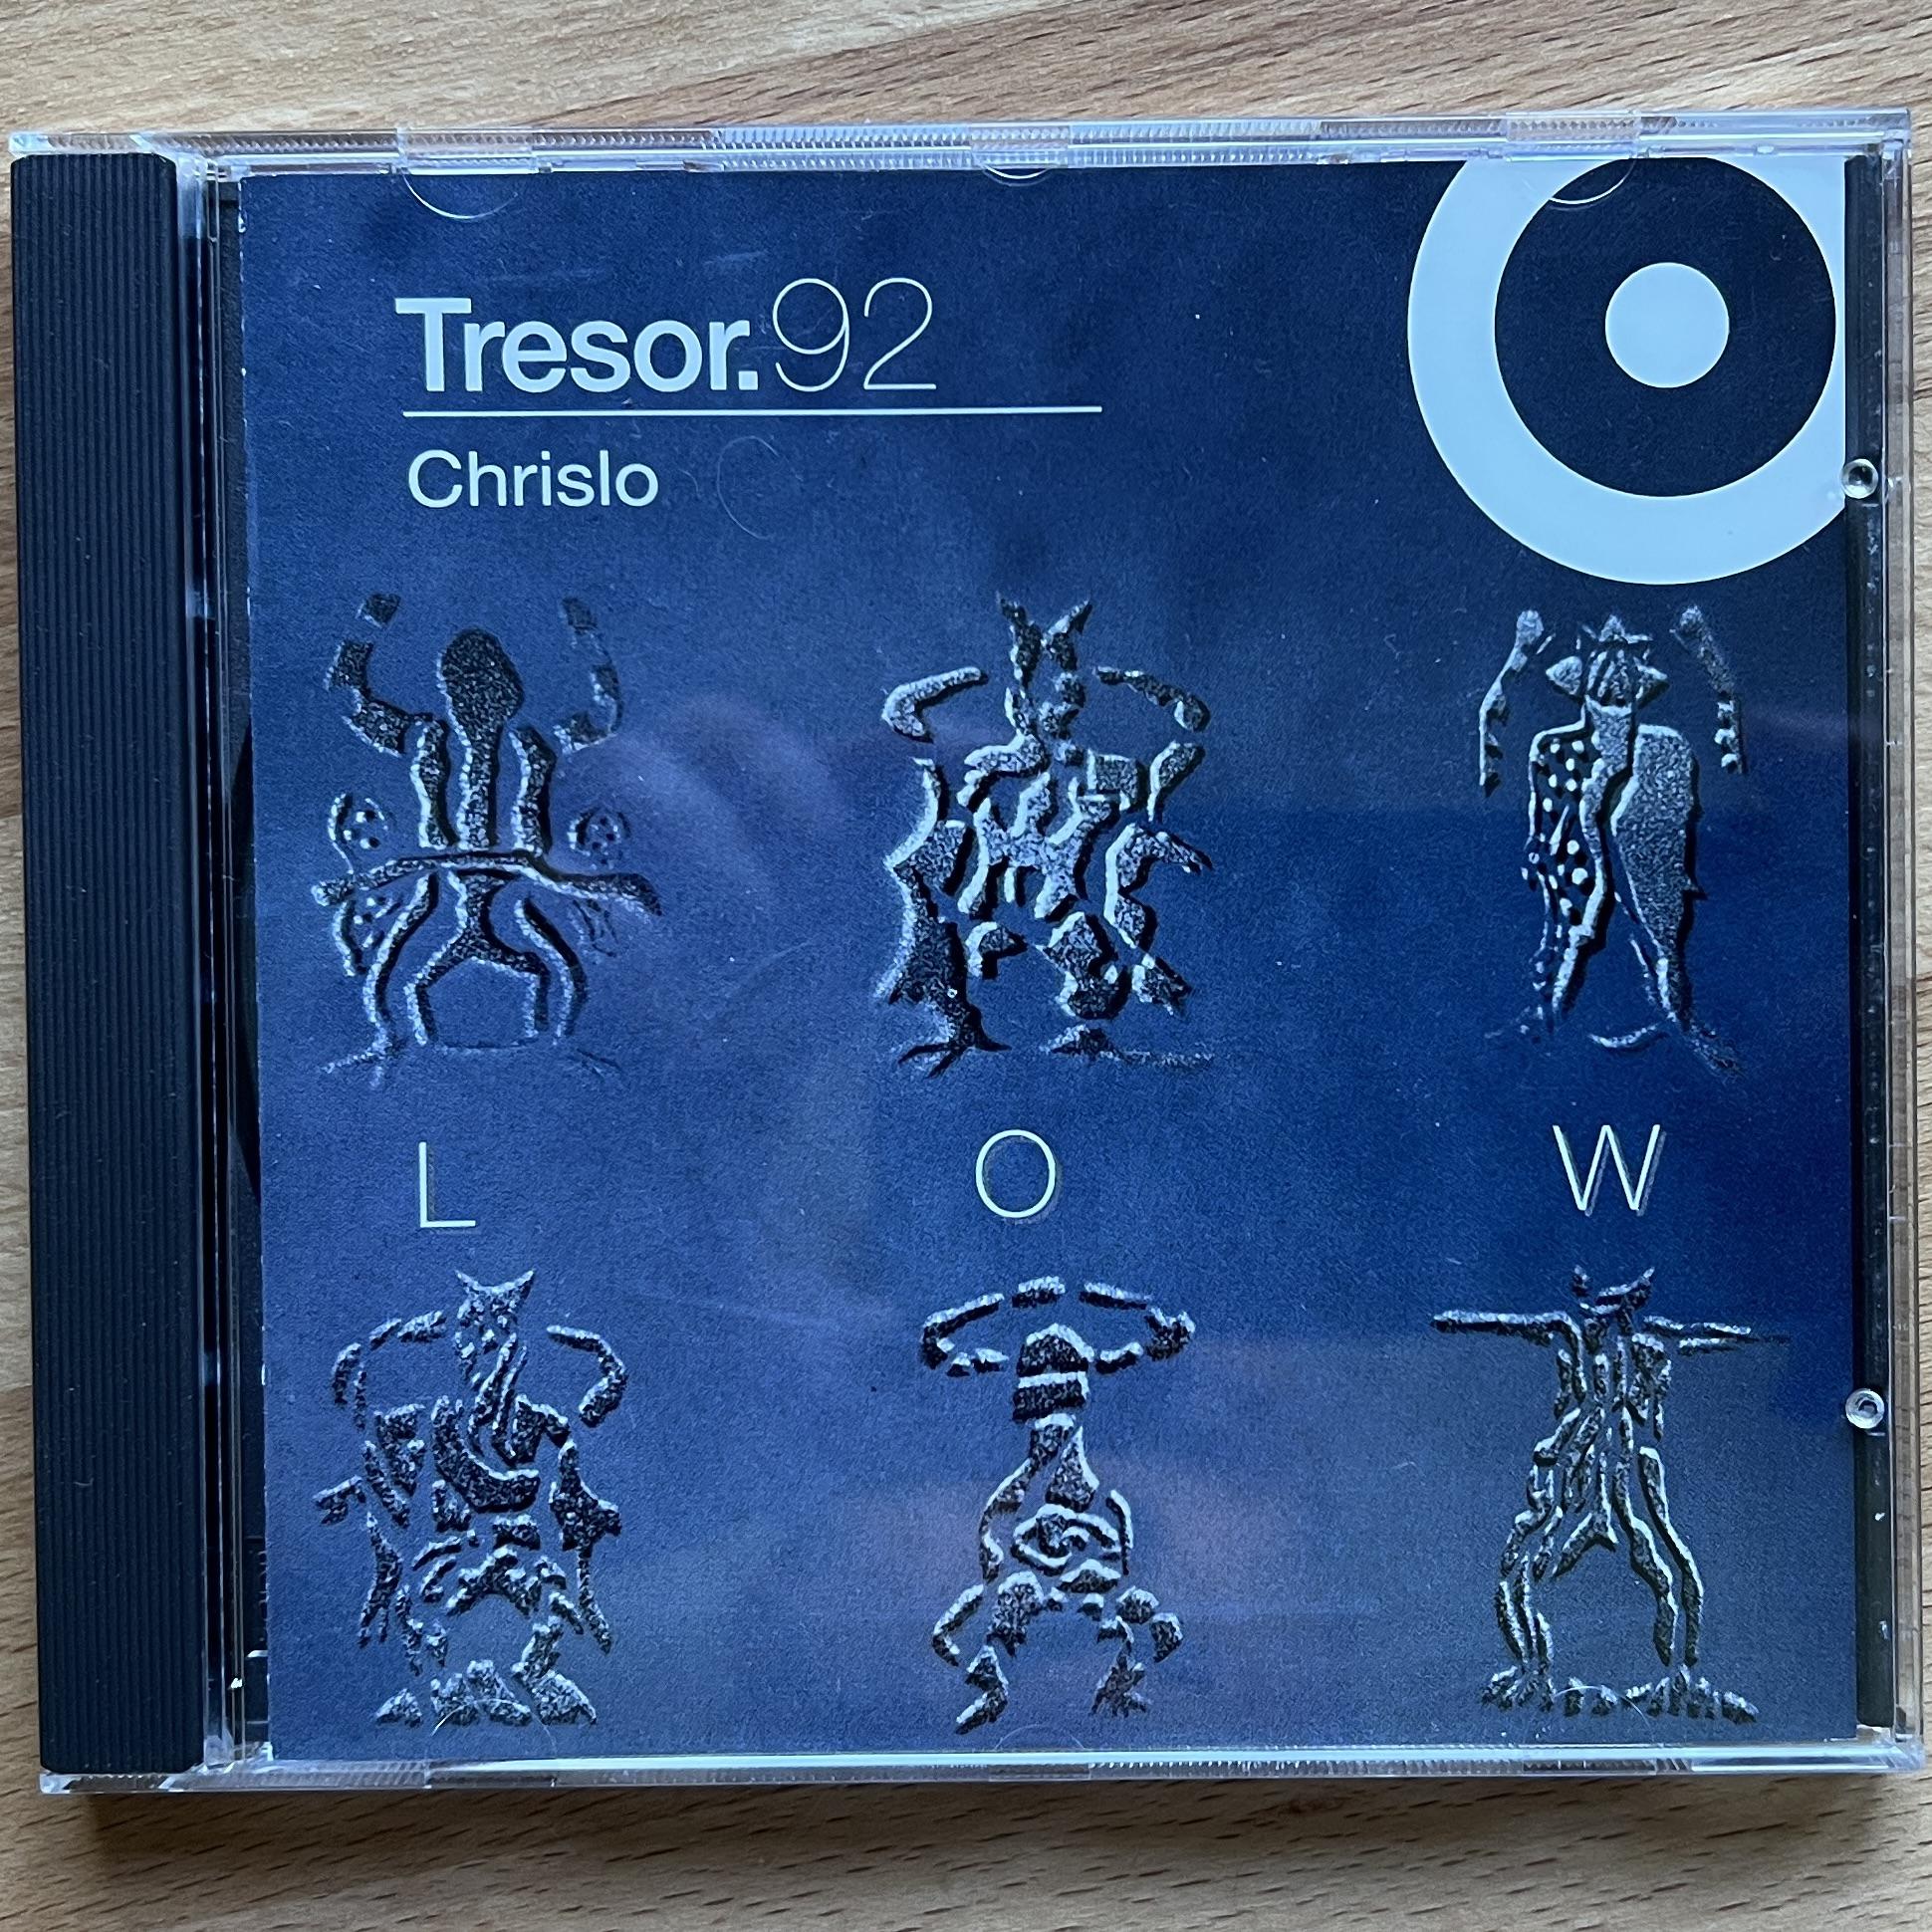 Tresor.92
Chrislo
L O W